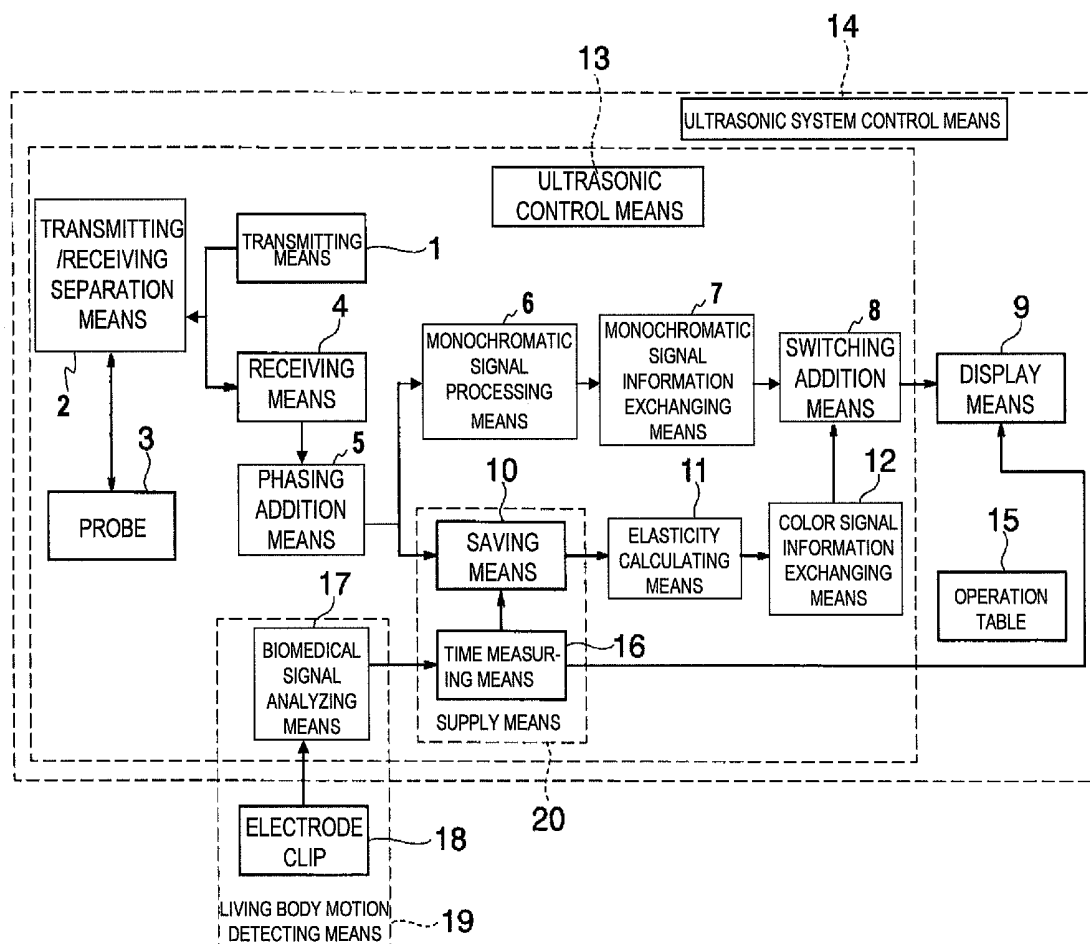 14
13
ULTRASONIC SYSTEM CONTROL MEANS
ULTRASONIC
CONTROL MEANS
TRANSMITTING
/RECEIVING
SEPARATION
MEANS
TRANSMITTING
MEANS
1
2
4
RECEIVING
MEANS
6
MONOCHROMATIC
SIGNAL
PROCESSING
MEANS
7
MONOCHROMATIC
SIGNAL
INFORMATION
EXCHANGING
MEANS
8
SWITCHING
ADDITION
MEANS
9
DISPLAY
MEANS
3
PROBE
5
PHASING
ADDITION
MEANS
10
SAVING
MEANS
11
ELASTICITY
CALCULATING
MEANS
12
COLOR SIGNAL
INFORMATION
EXCHANGING
MEANS
15
OPERATION
TABLE
17
BIOMEDICAL
SIGNAL
ANALYZING
MEANS
TIME MEASUR-
ING MEANS
16
SUPPLY MEANS
20
ELECTRODE
CLIP
18
LIVING BODY MOTION
DETECTING MEANS
19